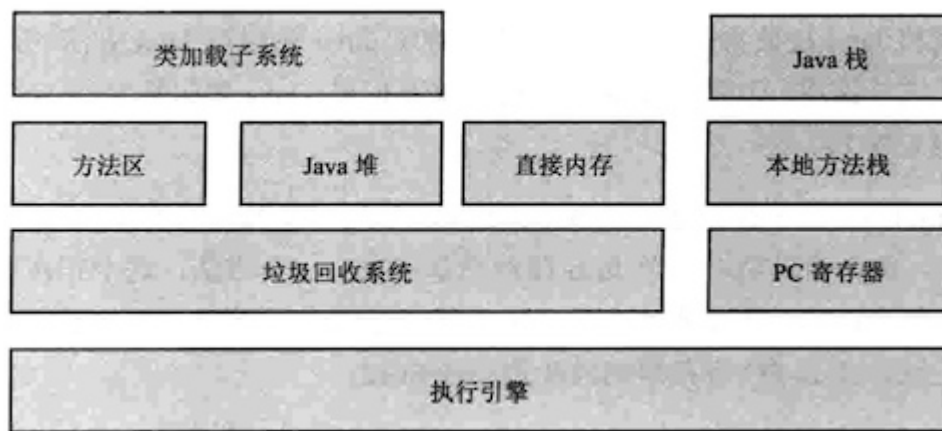 类加载子系统
Java 栈
方法区
Java 堆
直接内存
本地方法栈
垃圾回收系统
PC 寄存器
执行引擎